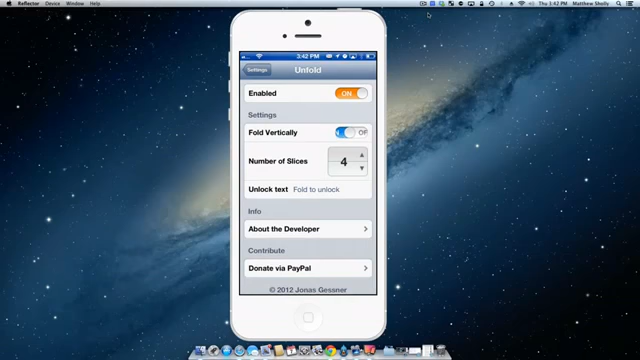 Reflector Device Window Help
Thu 3:42 PM Matthew Sholly
3:42 PM
Settings
Unfold
Enabled ON
Settings
Fold Vertically OF
Number of Slices 4
Unlock text Fold to unlock
Info
About the Developer
Contribute
Donate via PayPal
© 2012 Jonas Gessner